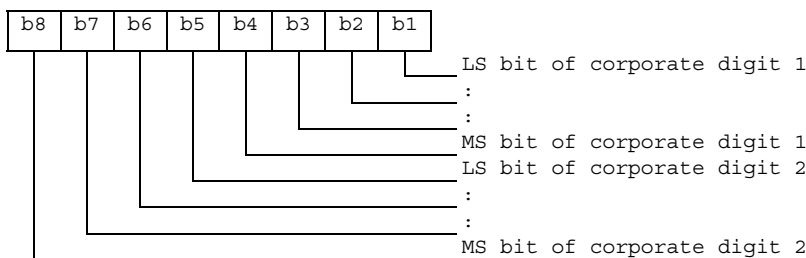 b8 b7 b6 b5 b4 b3 b2 b1
LS bit of corporate digit 1
:
:
MS bit of corporate digit 1
LS bit of corporate digit 2
:
:
MS bit of corporate digit 2